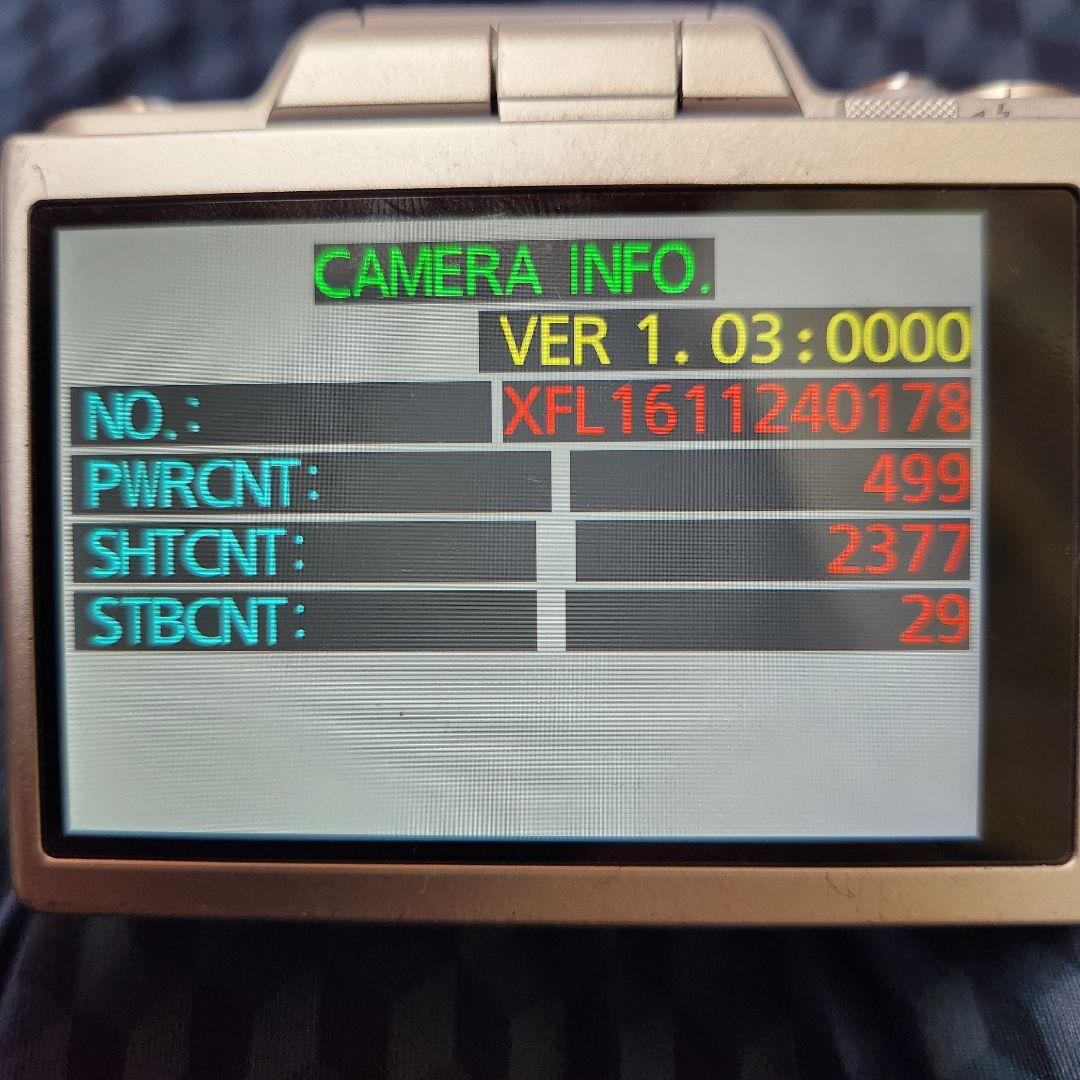 CAMERA INFO.
VER 1.03:0000
NO.: XFL1611240178
PWRCNT: 499
SHTCNT: 2377
STBCNT: 29